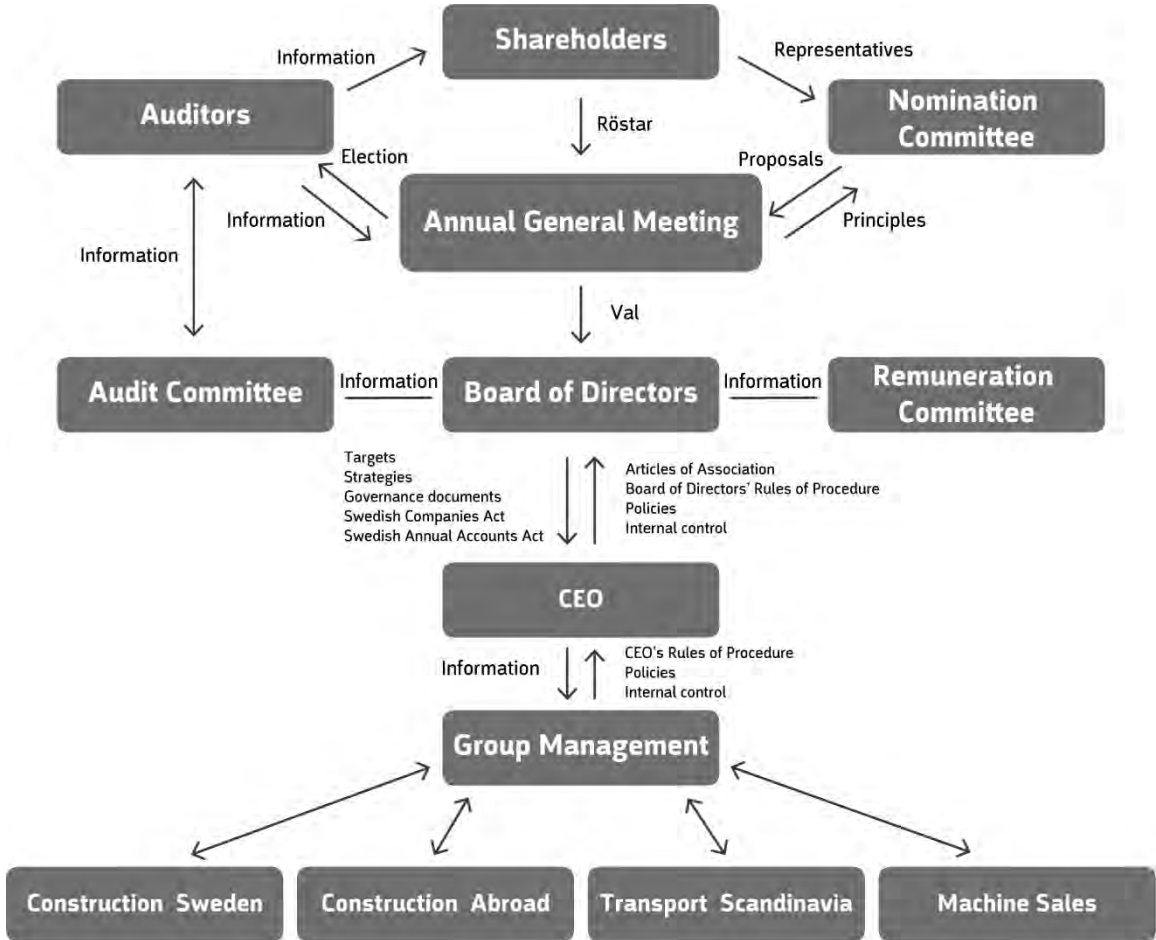 Shareholders
Information
Representatives
Auditors
Nomination
Committee
Röstar
Election
Proposals
Information
Annual General Meeting
Principles
Information
Val
Audit Committee
Information
Board of Directors
Information
Remuneration
Committee
Targets
Strategies
Governance documents
Swedish Companies Act
Swedish Annual Accounts Act
Articles of Association
Board of Directors' Rules of Procedure
Policies
Internal control
CEO
Information
CEO's Rules of Procedure
Policies
Internal control
Group Management
Construction Sweden
Construction Abroad
Transport Scandinavia
Machine Sales